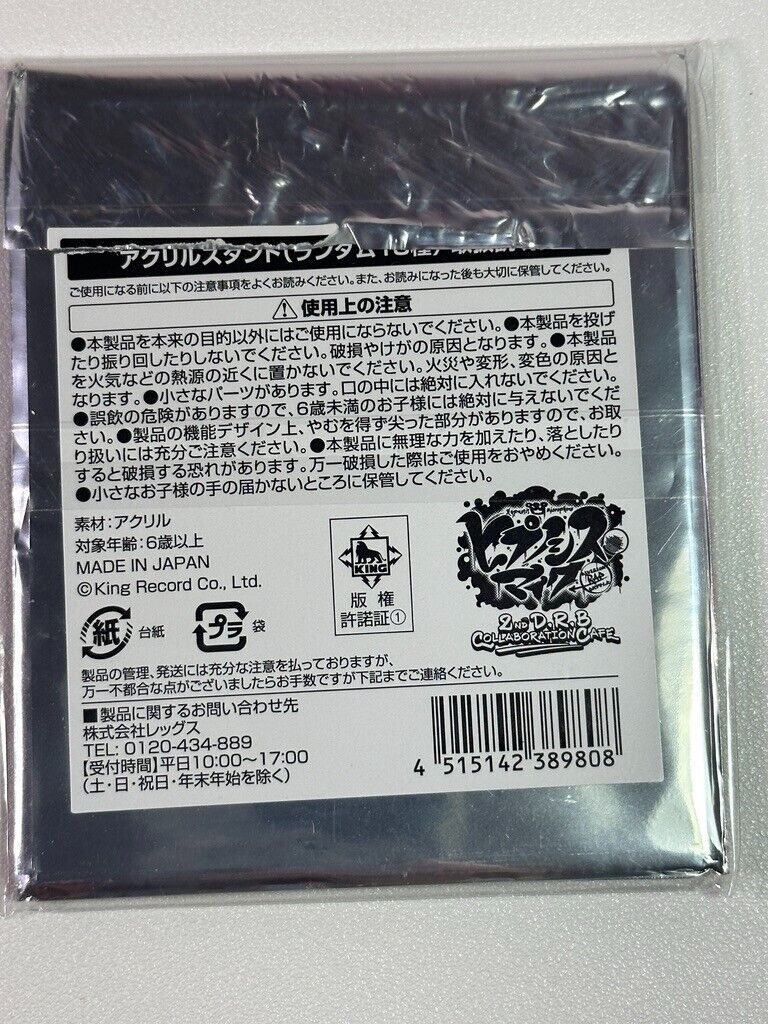 アクリルスタンド(ランダム
ご使用になる前に以下の注意事項をよくお読みください。また、お読みになった後も大切に保管してください。
⚠ 使用上の注意
●本製品を本来の目的以外にはご使用にならないでください。●本製品を投げ
たり振り回したりしないでください。破損やけがの原因となります。●本製品
を火気などの熱源の近くに置かないでください。火災や変形、変色の原因と
なります。●小さなパーツがあります。口の中には絶対に入れないでください。
●誤飲の危険がありますので、6歳未満のお子様には絶対に与えないでくだ
さい。●製品の機能デザイン上、やむを得ず尖った部分がありますので、お取
り扱いには充分ご注意ください。●本製品に無理な力を加えたり、落としたり
すると破損する恐れがあります。万一破損した際はご使用をおやめください。
●小さなお子様の手の届かないところに保管してください。
素材:アクリル
対象年齢:6歳以上
MADE IN JAPAN
©King Record Co., Ltd.
紙 台紙
プラ 袋
KING
版権
許諾証①
ヒプノシス
マイク
2ND D.R.B
COLLABORATION CAFE
製品の管理、発送には充分な注意を払っておりますが、
万一不都合な点がございましたらお手数ですが下記までご連絡ください。
■製品に関するお問い合わせ先
株式会社レッグス
TEL: 0120-434-889
【受付時間】平日10:00〜17:00
(土・日・祝日・年末年始を除く)
4 515142 389808